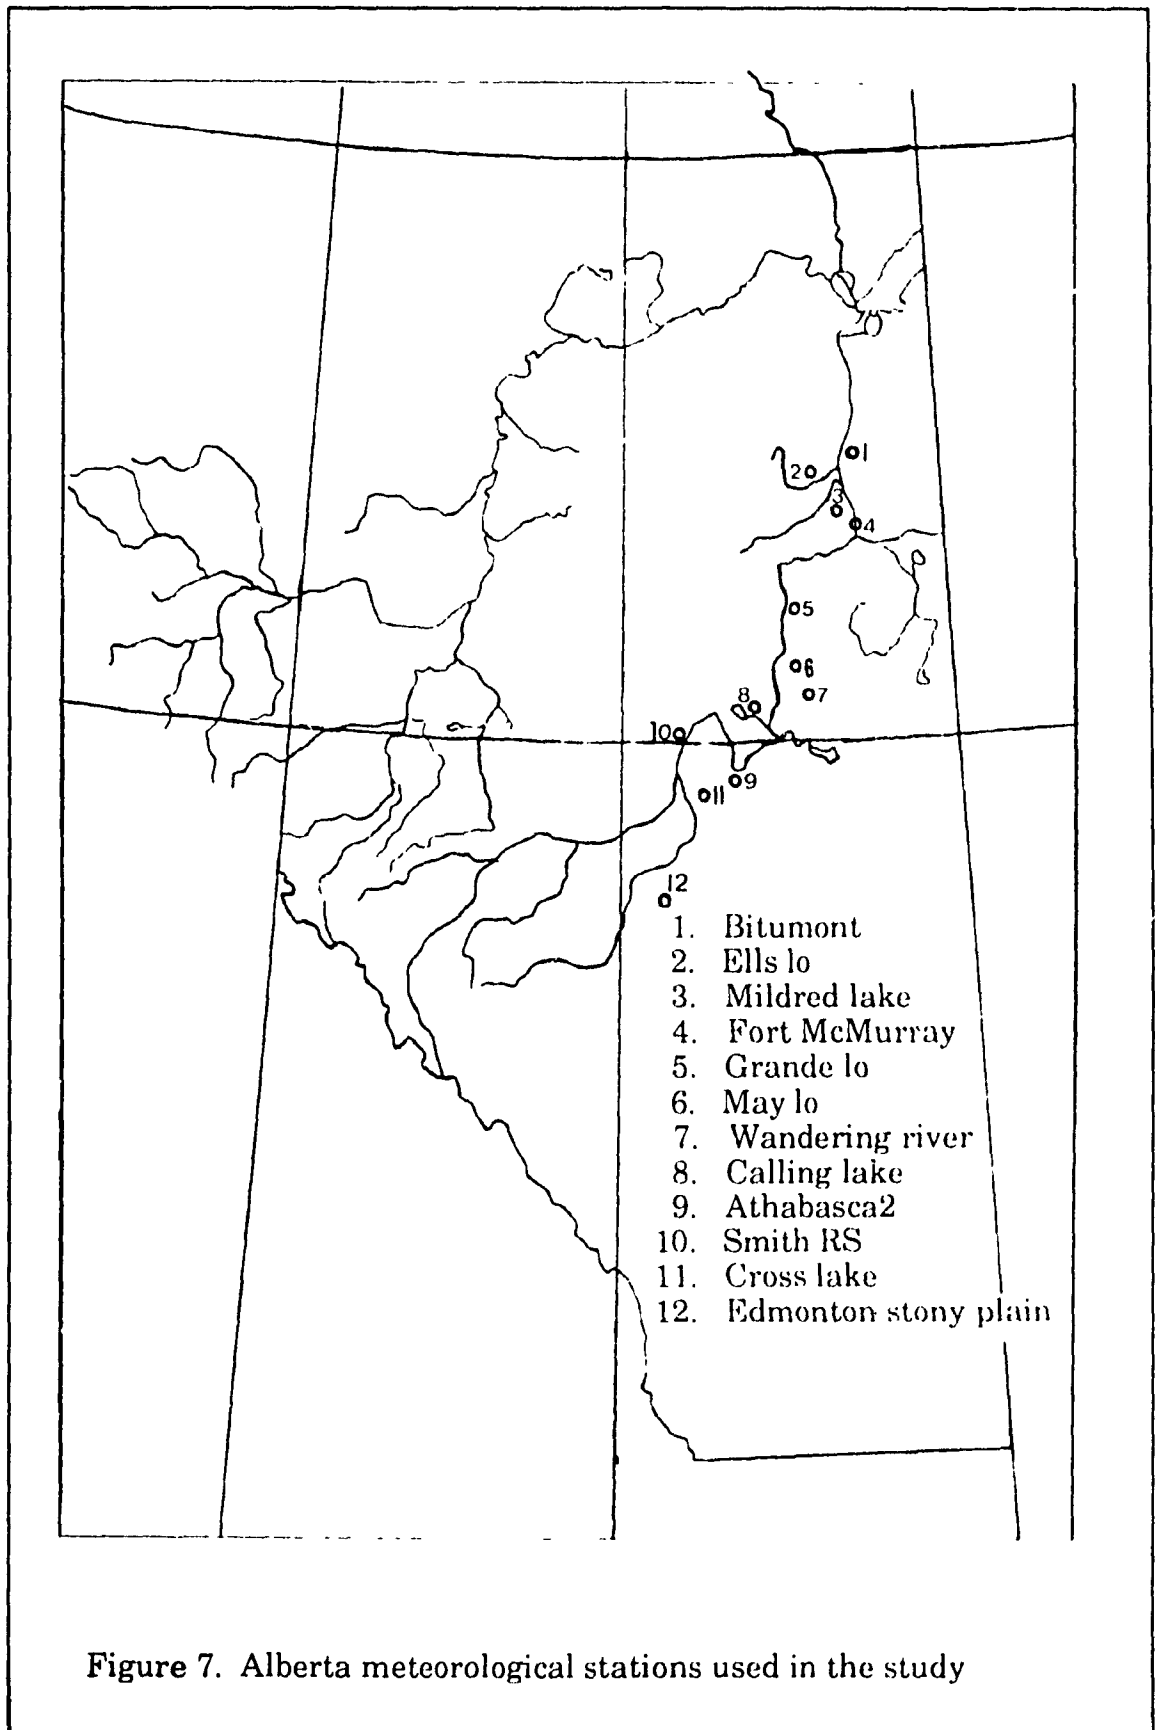 1
2
3
4
5
6
7
8
10
9
11
12
1. Bitumont
2. Ells lo
3. Mildred lake
4. Fort McMurray
5. Grande lo
6. May lo
7. Wandering river
8. Calling lake
9. Athabasca2
10. Smith RS
11. Cross lake
12. Edmonton stony plain
Figure 7. Alberta meteorological stations used in the study